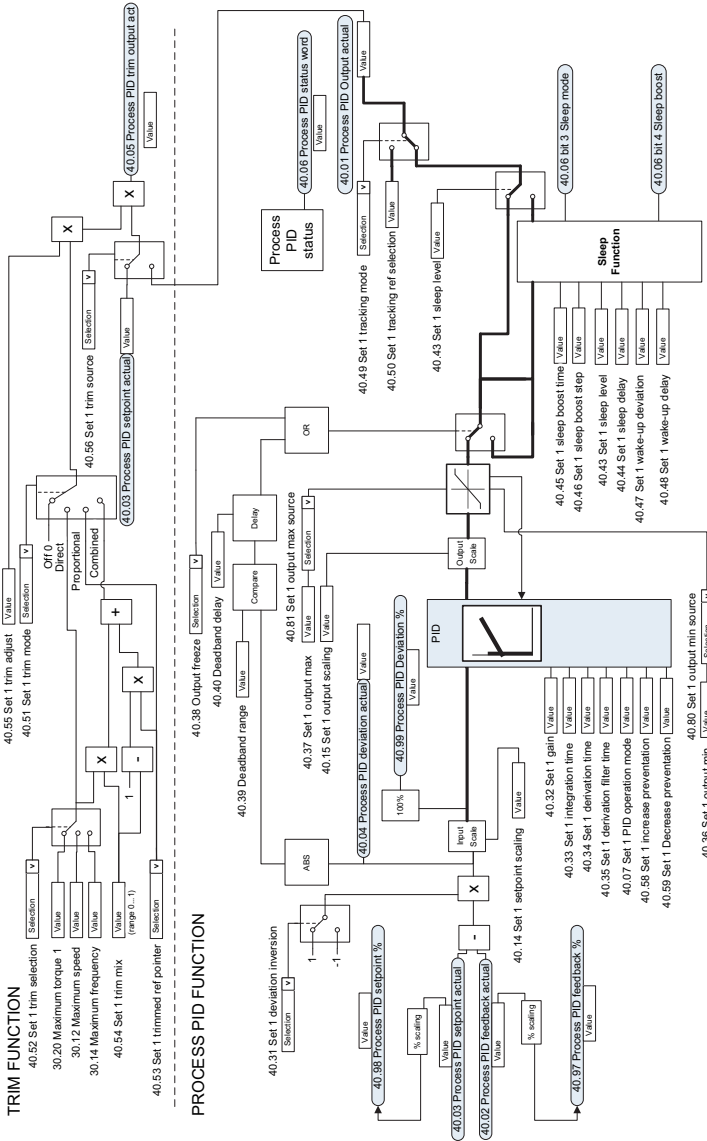 TRIM FUNCTION
40.55 Set 1 trim adjust Value
40.51 Set 1 trim mode Selection v
40.52 Set 1 trim selection Selection v
30.20 Maximum torque 1 Value
30.12 Maximum speed Value
30.14 Maximum frequency Value
40.54 Set 1 trim mix Value
(range 0...1)
40.53 Set 1 trimmed ref pointer Selection v
1
-
X
X
+
Off 0
Direct
Proportional
Combined
40.56 Set 1 trim source Selection v
40.03 Process PID setpoint actual Value
X
X
40.05 Process PID trim output act
Value
PROCESS PID FUNCTION
40.38 Output freeze Selection v
40.40 Deadband delay Value
40.39 Deadband range Value
Compare
Delay
OR
40.31 Set 1 deviation inversion
Selection v
1
-1
ABS
40.81 Set 1 output max source
40.37 Set 1 output max Value Selection v
40.15 Set 1 output scaling Value
40.04 Process PID deviation actual Value
40.99 Process PID Deviation %
Value
100%
Value
40.98 Process PID setpoint %
% scaling
Value
40.03 Process PID setpoint actual
40.02 Process PID feedback actual
Value
% scaling
40.97 Process PID feedback %
Value
-
X
Input
Scale
Value
40.14 Set 1 setpoint scaling
PID
Output
Scale
40.32 Set 1 gain Value
40.33 Set 1 integration time Value
40.34 Set 1 derivation time Value
40.35 Set 1 derivation filter time Value
40.07 Set 1 PID operation mode Value
40.58 Set 1 increase preventation Value
40.59 Set 1 Decrease preventation Value
40.80 Set 1 output min source
40.36 Set 1 output min Value Selection v
Process
PID
status
40.06 Process PID status word
Value
40.01 Process PID Output actual
Value
40.49 Set 1 tracking mode Selection v
40.50 Set 1 tracking ref selection Value
40.43 Set 1 sleep level Value
40.45 Set 1 sleep boost time Value
40.46 Set 1 sleep boost step Value
40.43 Set 1 sleep level Value
40.44 Set 1 sleep delay Value
40.47 Set 1 wake-up deviation Value
40.48 Set 1 wake-up delay Value
Sleep
Function
40.06 bit 3 Sleep mode
40.06 bit 4 Sleep boost